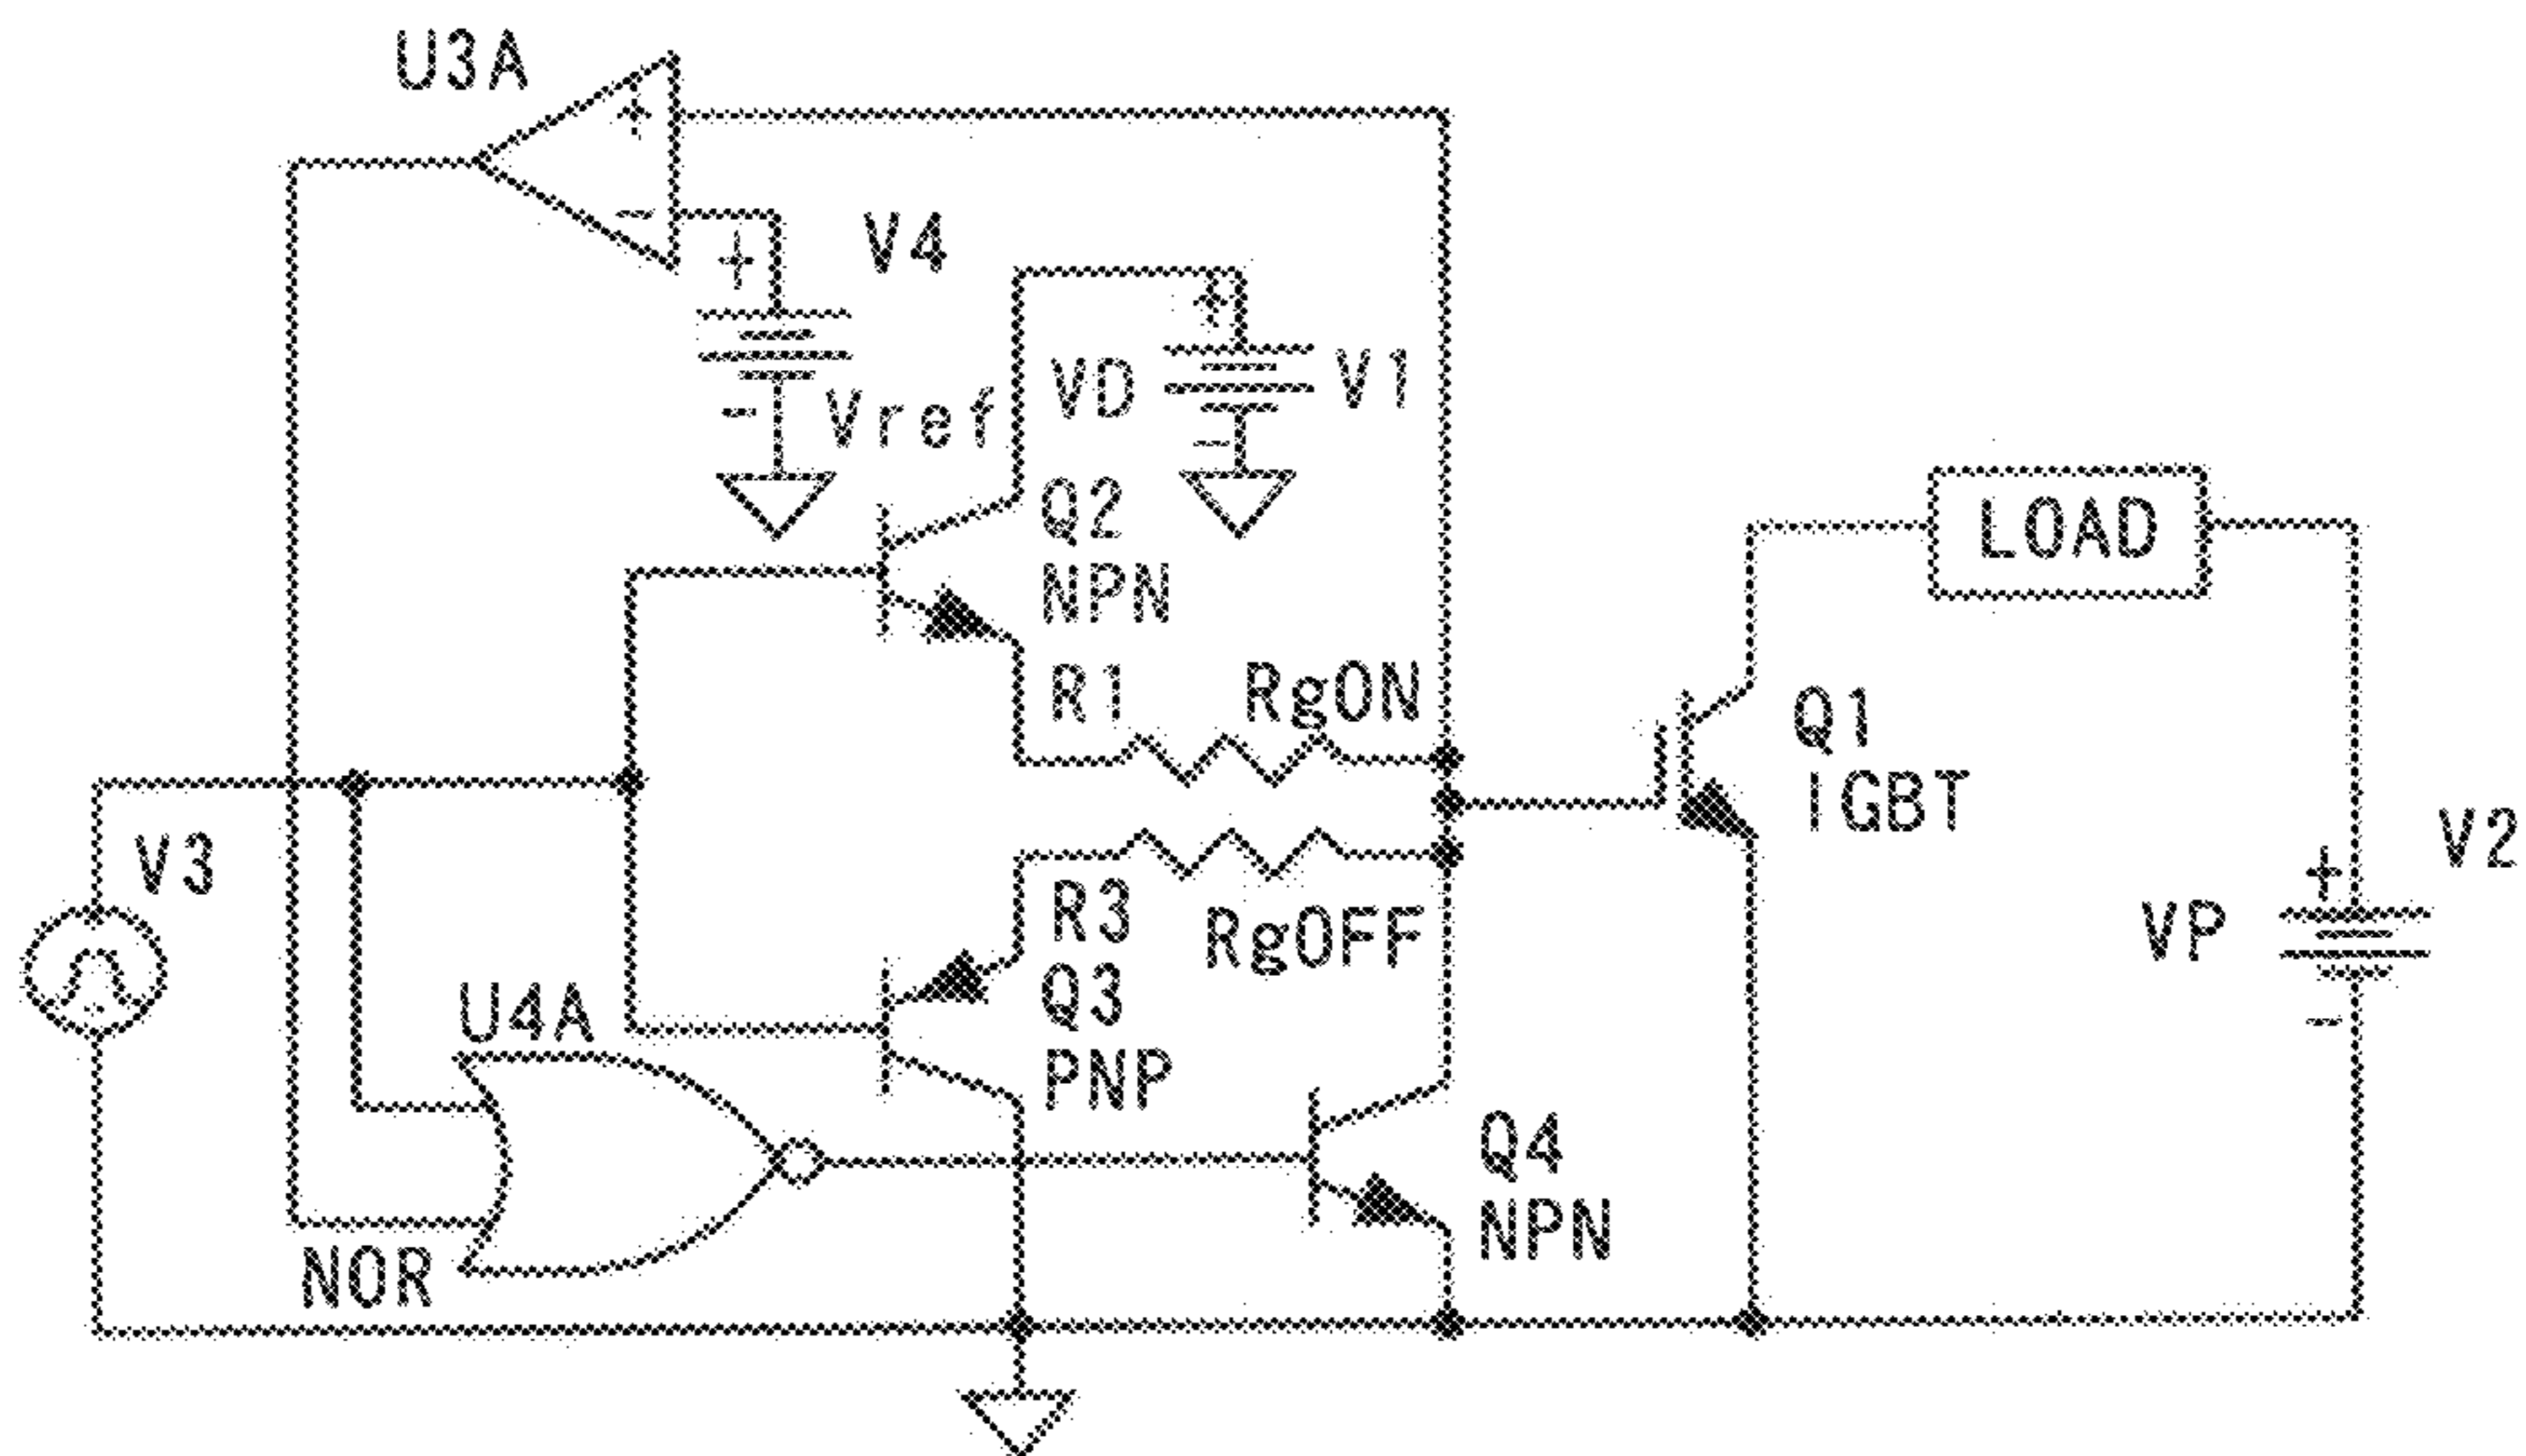 U3A
+
-
+
V4
-
Vref
VD
+
V1
-
Q2
NPN
LOAD
R1
RgON
Q1
IGBT
V3
R3
RgOFF
Q3
PNP
V2
+
VP
-
U4A
NOR
Q4
NPN